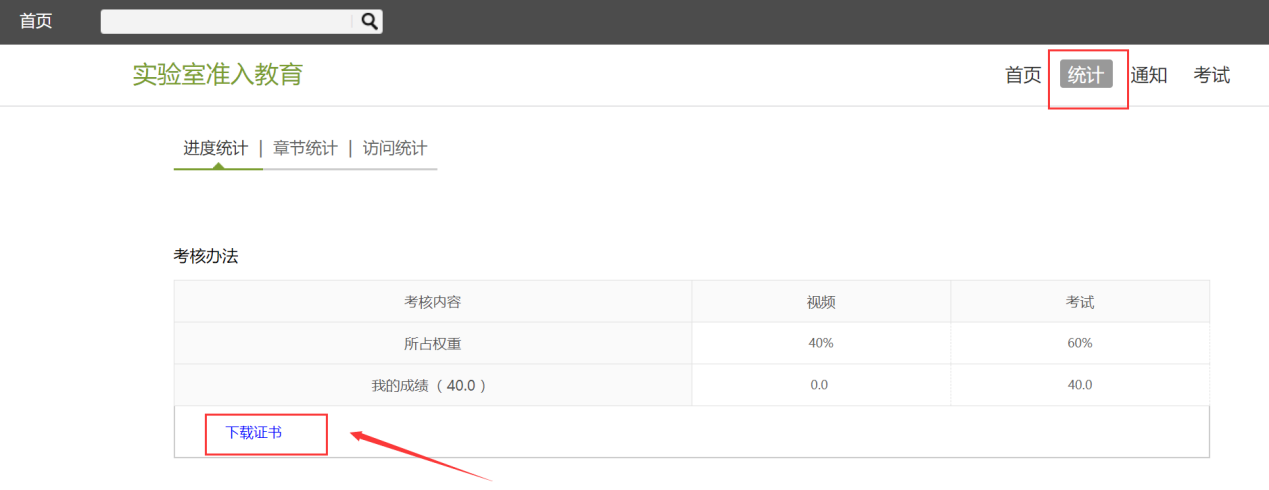 首页
实验室准入教育
首页 统计 通知 考试
进度统计 | 章节统计 | 访问统计
考核办法
考核内容 视频 考试
所占权重 40% 60%
我的成绩（ 40.0 ） 0.0 40.0
下载证书